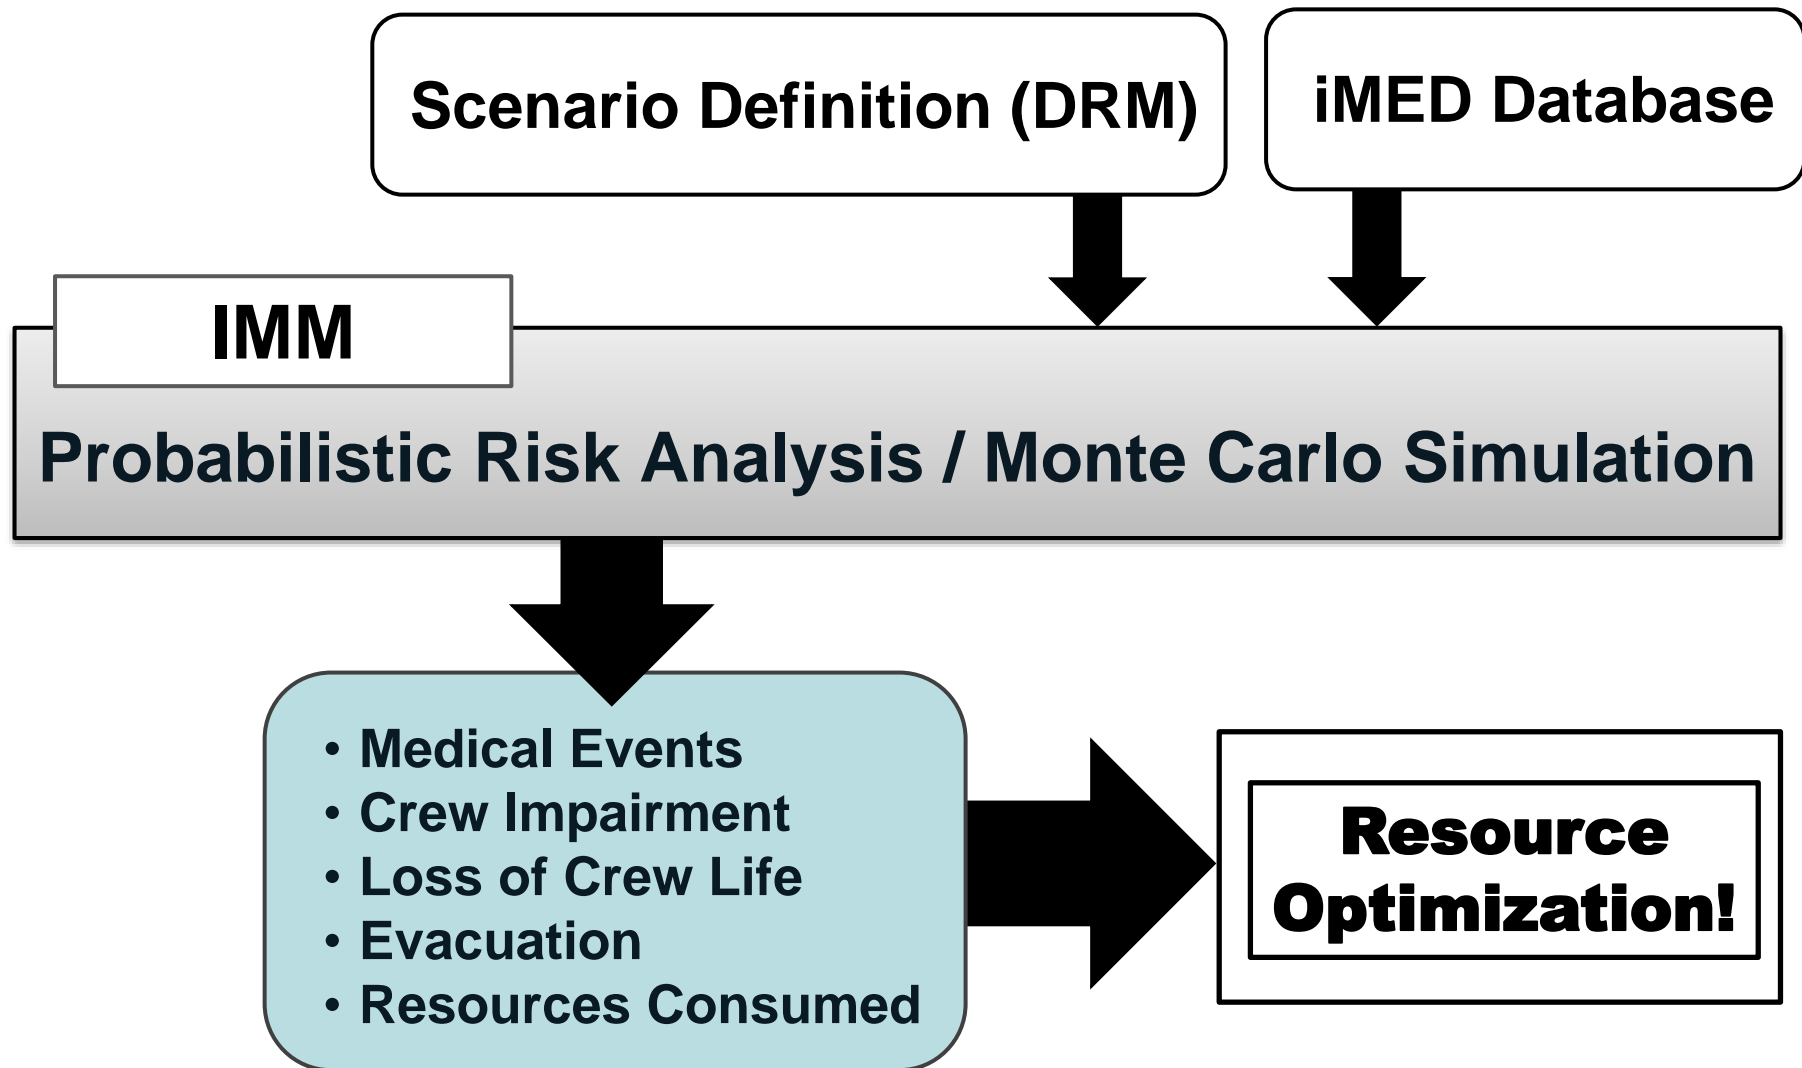 Scenario Definition (DRM)
iMED Database
IMM
Probabilistic Risk Analysis / Monte Carlo Simulation
• Medical Events
• Crew Impairment
• Loss of Crew Life
• Evacuation
• Resources Consumed
Resource
Optimization!